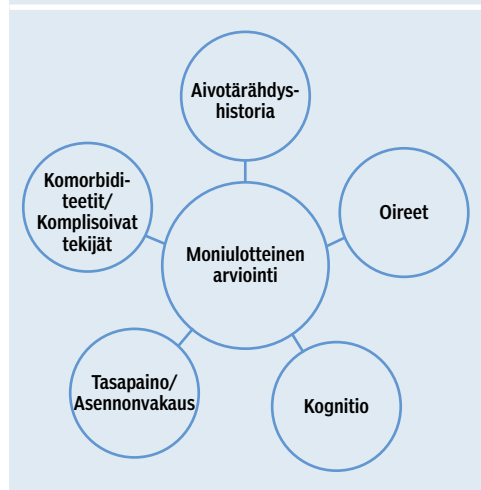 Aivotärähdys-
historia
Komorbidi-
teetit/
Komplisoivat
tekijät
Oireet
Moniulotteinen
arviointi
Tasapaino/
Asennonvakaus
Kognitio